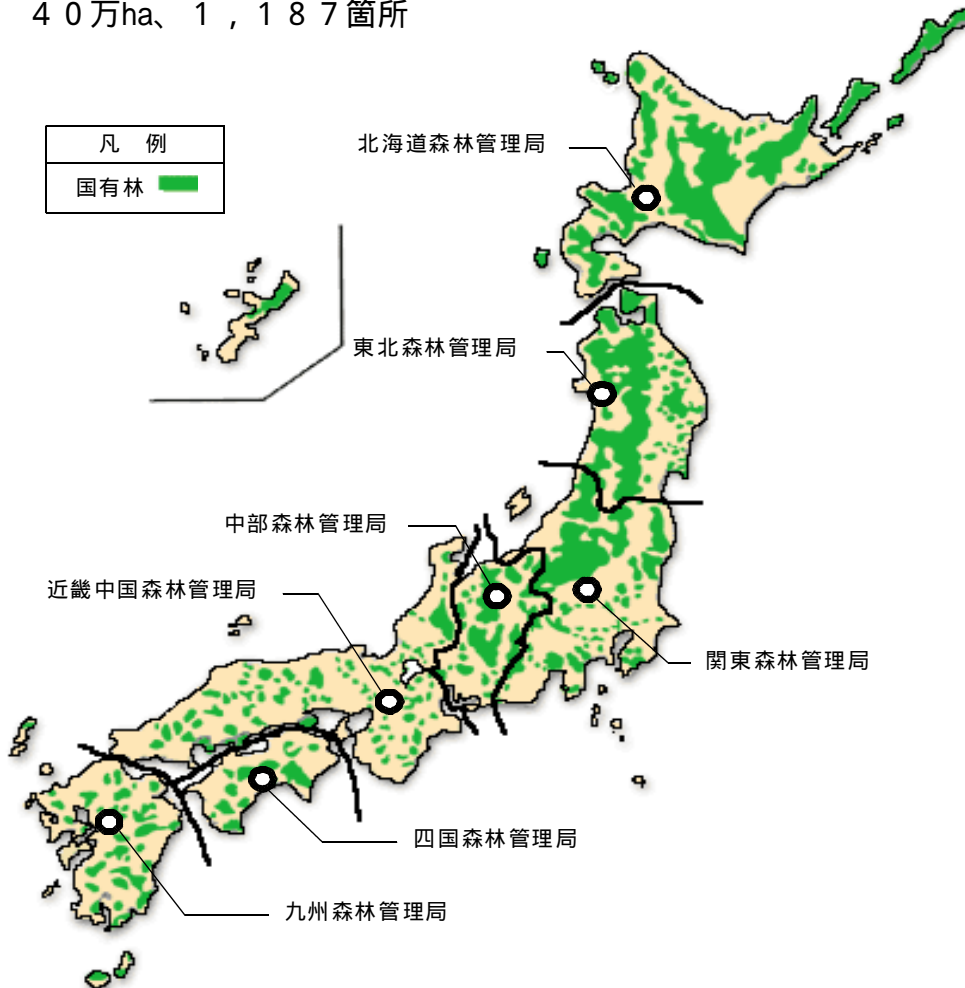 ４０万ha、１，１８７箇所
凡 例
国有林
北海道森林管理局
東北森林管理局
中部森林管理局
近畿中国森林管理局
関東森林管理局
四国森林管理局
九州森林管理局